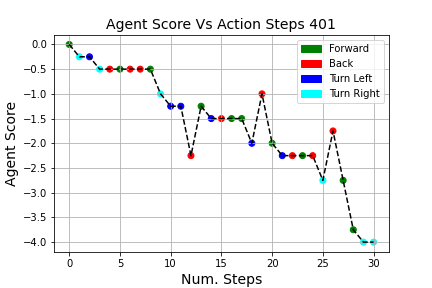 Agent Score Vs Action Steps 401
Forward
Back
Turn Left
Turn Right
Agent Score
0.0
−0.5
−1.0
−1.5
−2.0
−2.5
−3.0
−3.5
−4.0
0 5 10 15 20 25 30
Num. Steps